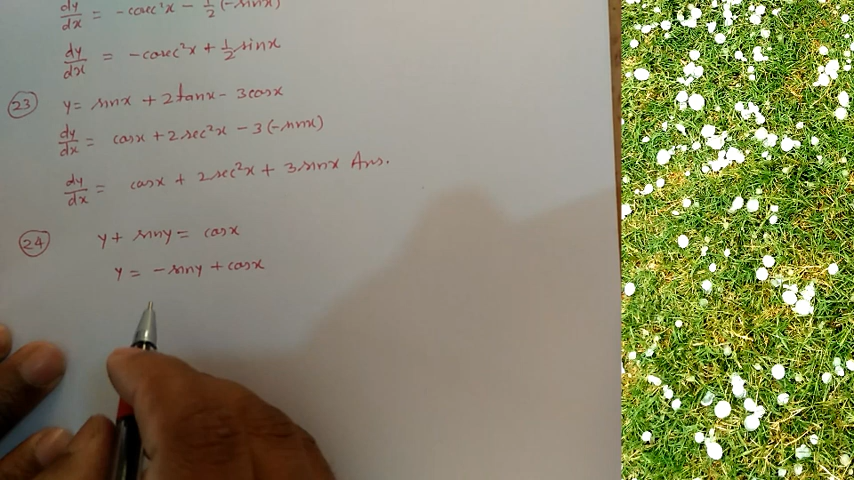 dy/dx = -cosec²x - 1/2 (-sinx)
dy/dx = -cosec²x + 1/2 sinx
23 y= sinx + 2tanx - 3cosx
dy/dx = cosx + 2sec²x - 3(-sinx)
dy/dx = cosx + 2sec²x + 3sinx Ans.
24 y + siny = cosx
y = -siny + cosx